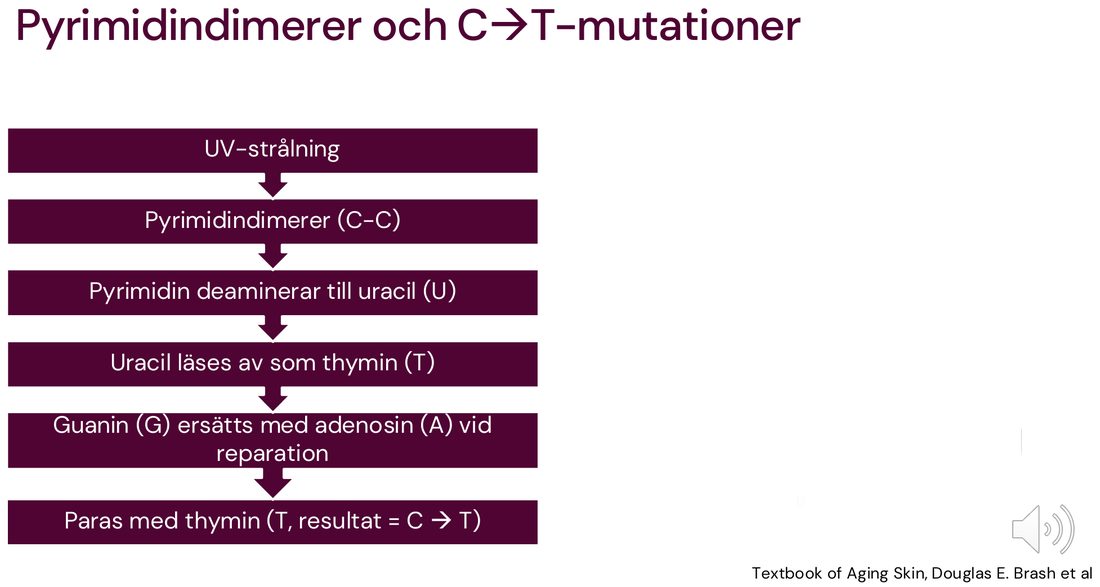 Pyrimidindimerer och C→T-mutationer
UV-strålning
Pyrimidindimerer (C-C)
Pyrimidin deaminerar till uracil (U)
Uracil läses av som thymin (T)
Guanin (G) ersätts med adenosin (A) vid
reparation
Paras med thymin (T, resultat = C → T)
Textbook of Aging Skin, Douglas E. Brash et al